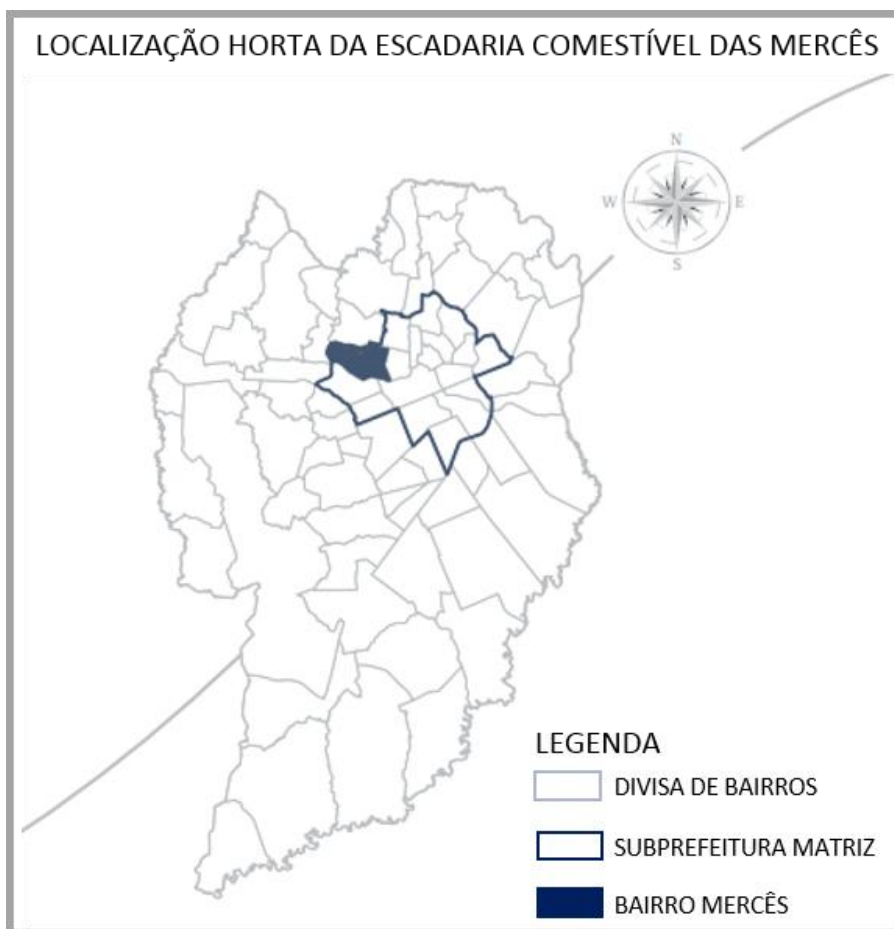 LOCALIZAÇÃO HORTA DA ESCADARIA COMESTÍVEL DAS MERCÊS
N
W
E
S
LEGENDA
DIVISA DE BAIRROS
SUBPREFEITURA MATRIZ
BAIRRO MERCÊS